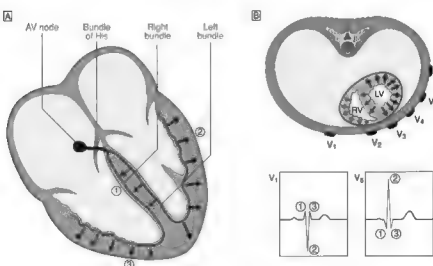 A
AV node
Bundle of His
Right bundle
Left bundle
①
②
③
B
RV
LV
V1
V2
V3
V4
V1
①
③
②
V6
②
①
③